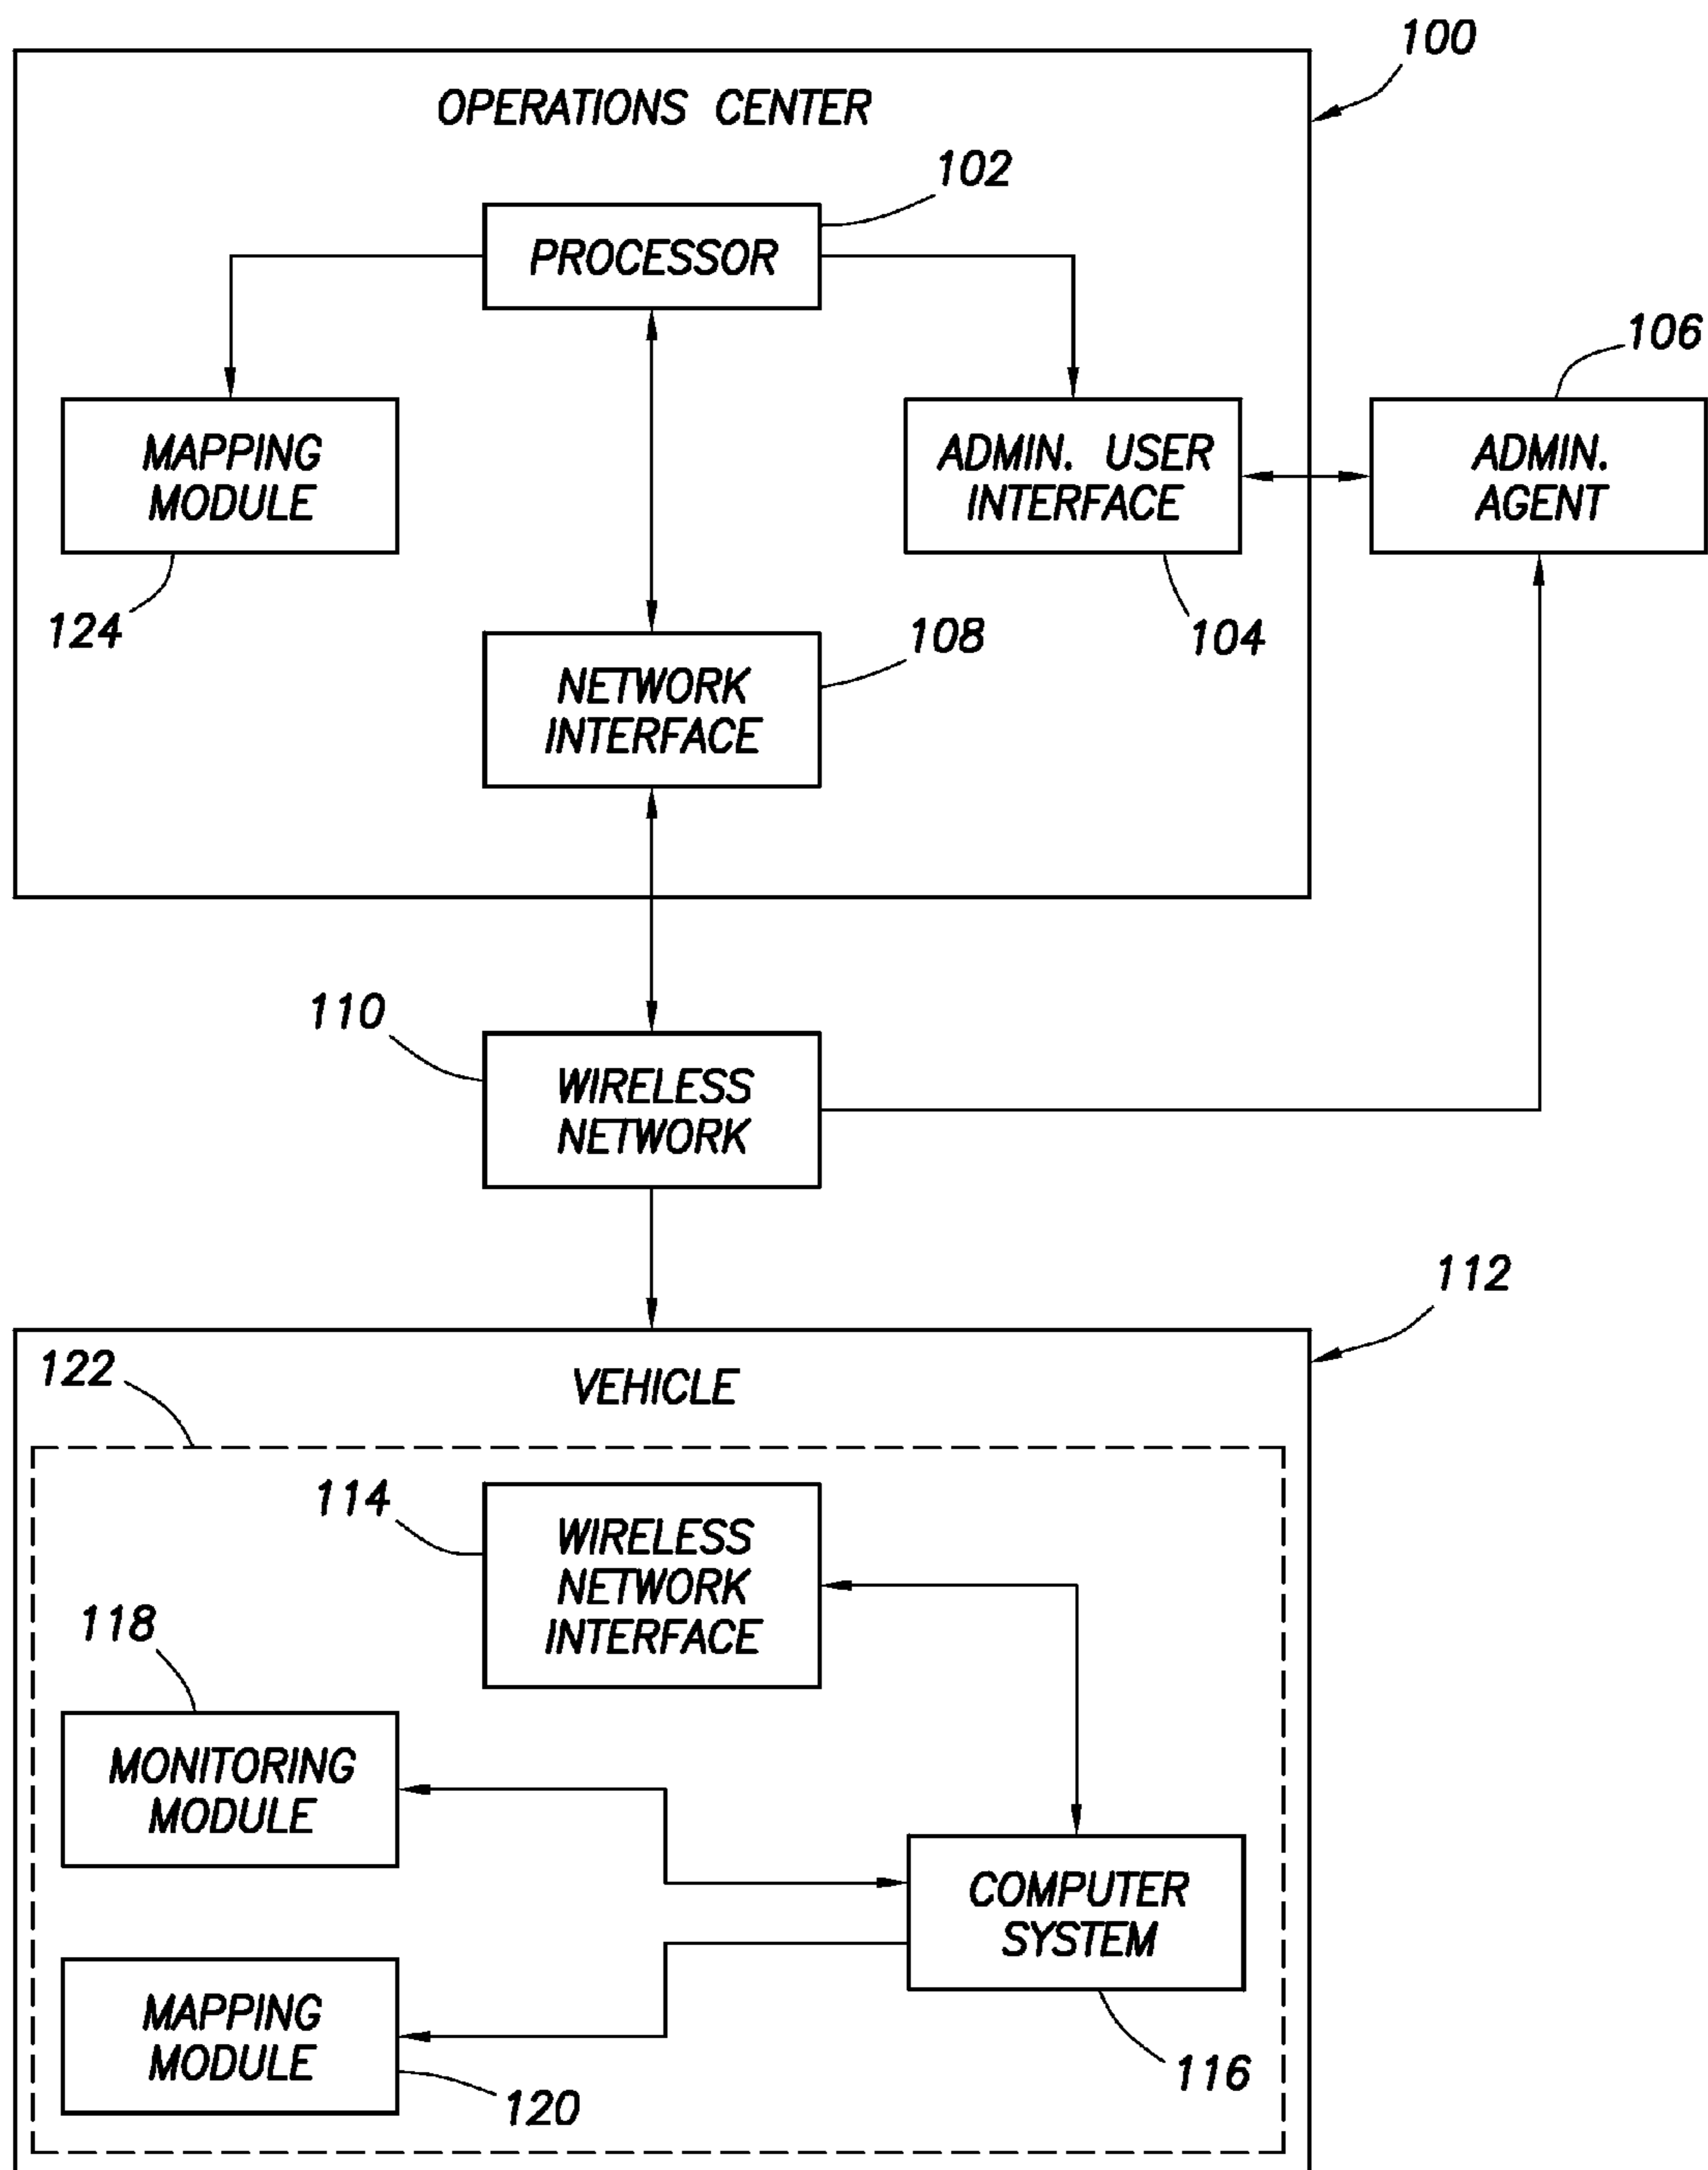 100
OPERATIONS CENTER
102
PROCESSOR
106
MAPPING
MODULE
ADMIN. USER
INTERFACE
ADMIN.
AGENT
124
108
104
NETWORK
INTERFACE
110
WIRELESS
NETWORK
112
122
VEHICLE
114
WIRELESS
NETWORK
INTERFACE
118
MONITORING
MODULE
COMPUTER
SYSTEM
MAPPING
MODULE
116
120